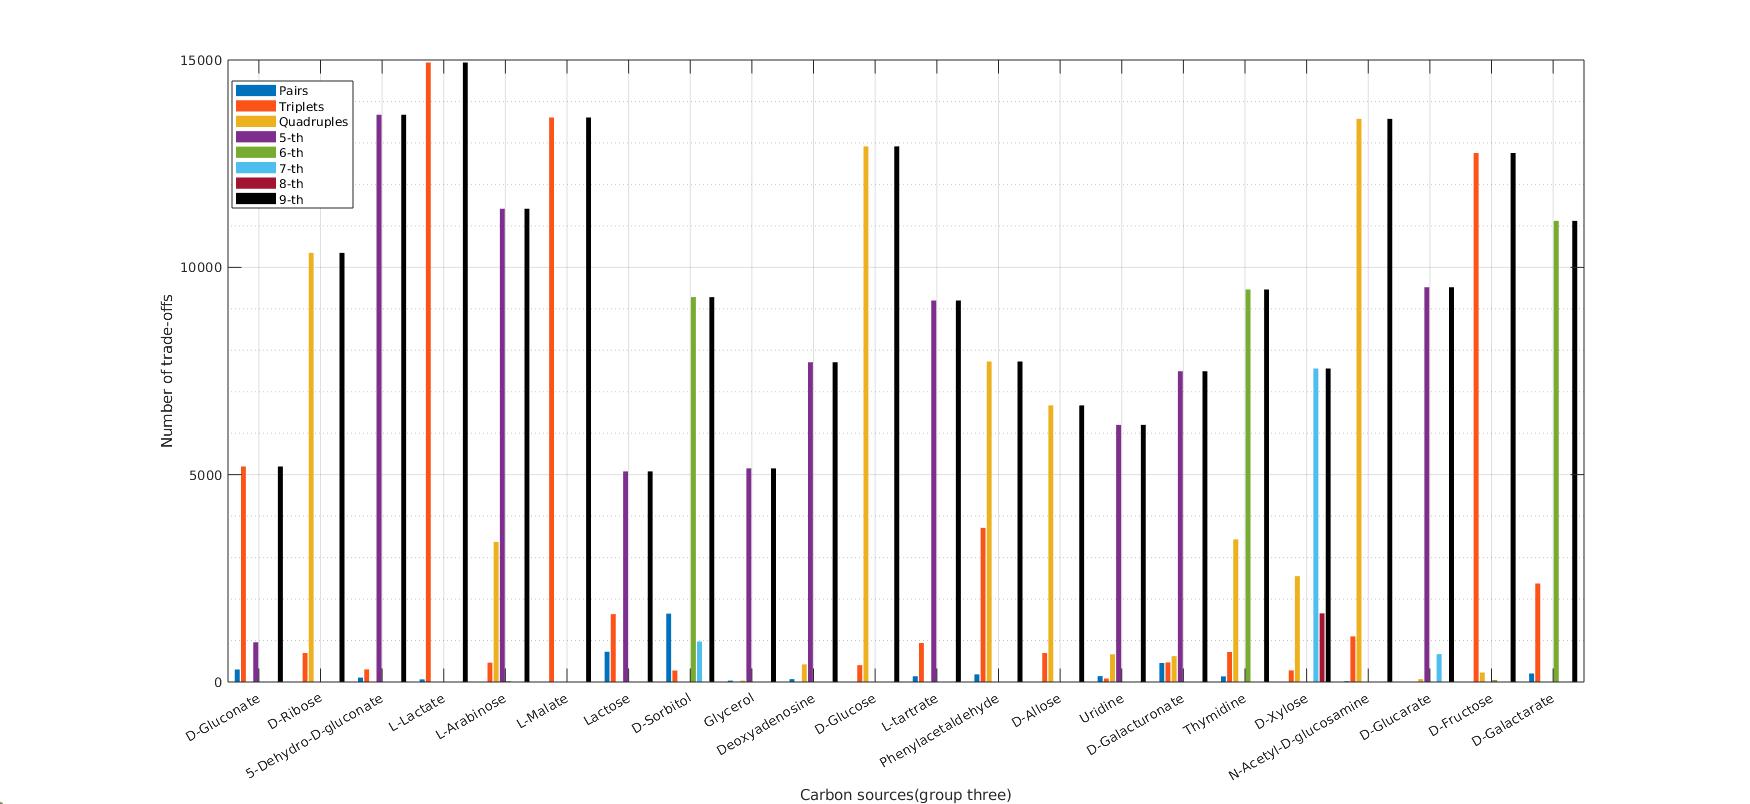 15000
10000
5000
0
Number of trade-offs
Pairs
Triplets
Quadruples
5-th
6-th
7-th
8-th
9-th
D-Gluconate
D-Ribose
5-Dehydro-D-gluconate
L-Lactate
L-Arabinose
L-Malate
Lactose
D-Sorbitol
Glycerol
Deoxyadenosine
D-Glucose
L-tartrate
Phenylacetaldehyde
D-Allose
Uridine
D-Galacturonate
Thymidine
D-Xylose
N-Acetyl-D-glucosamine
D-Glucarate
D-Fructose
D-Galactarate
Carbon sources(group three)